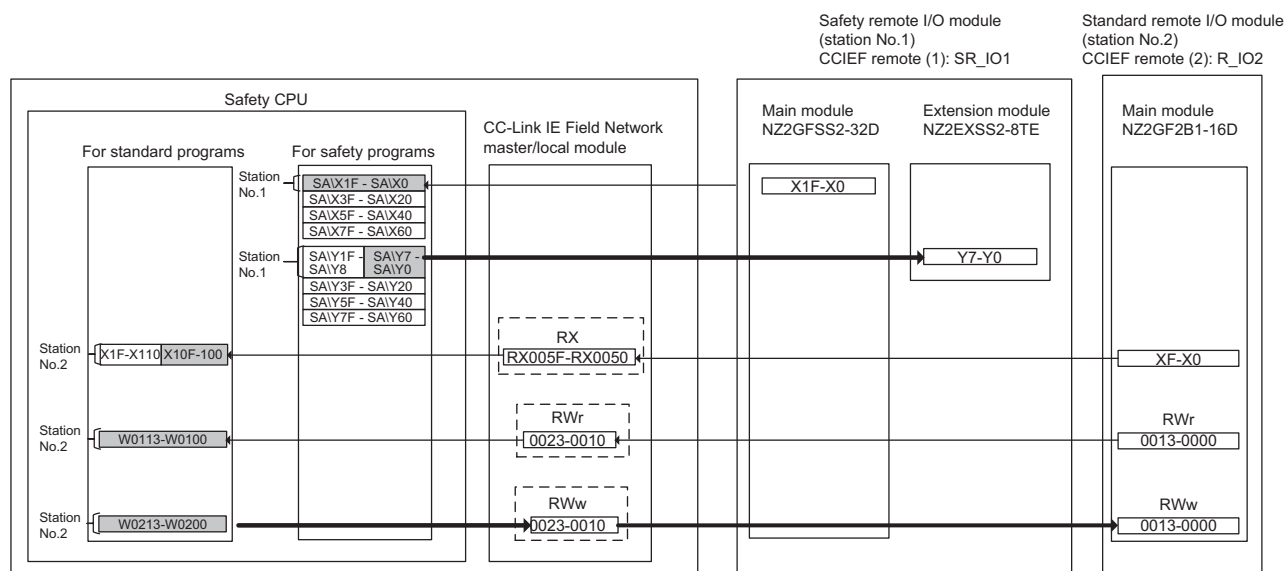 Safety remote I/O module
(station No.1)
CCIEF remote (1): SR_IO1
Standard remote I/O module
(station No.2)
CCIEF remote (2): R_IO2
Safety CPU
For standard programs
For safety programs
CC-Link IE Field Network
master/local module
Main module
NZ2GFSS2-32D
Extension module
NZ2EXSS2-8TE
Main module
NZ2GF2B1-16D
Station
No.1
SA\X1F - SA\X0
SA\X3F - SA\X20
SA\X5F - SA\X40
SA\X7F - SA\X60
X1F-X0
Station
No.1
SA\Y1F -
SA\Y8
SA\Y7 -
SA\Y0
SA\Y3F - SA\Y20
SA\Y5F - SA\Y40
SA\Y7F - SA\Y60
Y7-Y0
Station
No.2
X1F-X110
X10F-100
RX
RX005F-RX0050
XF-X0
Station
No.2
W0113-W0100
RWr
0023-0010
RWr
0013-0000
Station
No.2
W0213-W0200
RWw
0023-0010
RWw
0013-0000